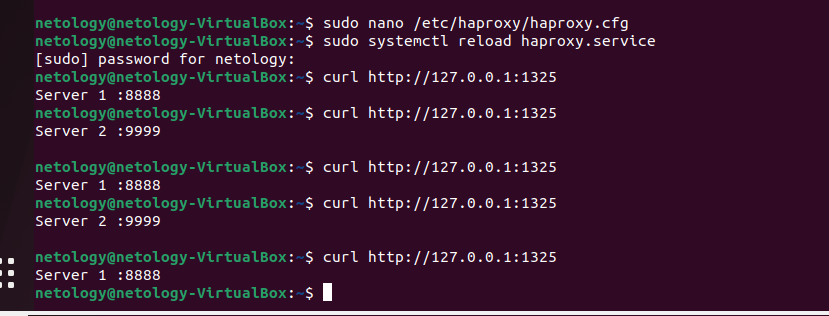 netology@netology-VirtualBox:~$ sudo nano /etc/haproxy/haproxy.cfg
netology@netology-VirtualBox:~$ sudo systemctl reload haproxy.service
[sudo] password for netology:
netology@netology-VirtualBox:~$ curl http://127.0.0.1:1325
Server 1 :8888
netology@netology-VirtualBox:~$ curl http://127.0.0.1:1325
Server 2 :9999
netology@netology-VirtualBox:~$ curl http://127.0.0.1:1325
Server 1 :8888
netology@netology-VirtualBox:~$ curl http://127.0.0.1:1325
Server 2 :9999
netology@netology-VirtualBox:~$ curl http://127.0.0.1:1325
Server 1 :8888
netology@netology-VirtualBox:~$